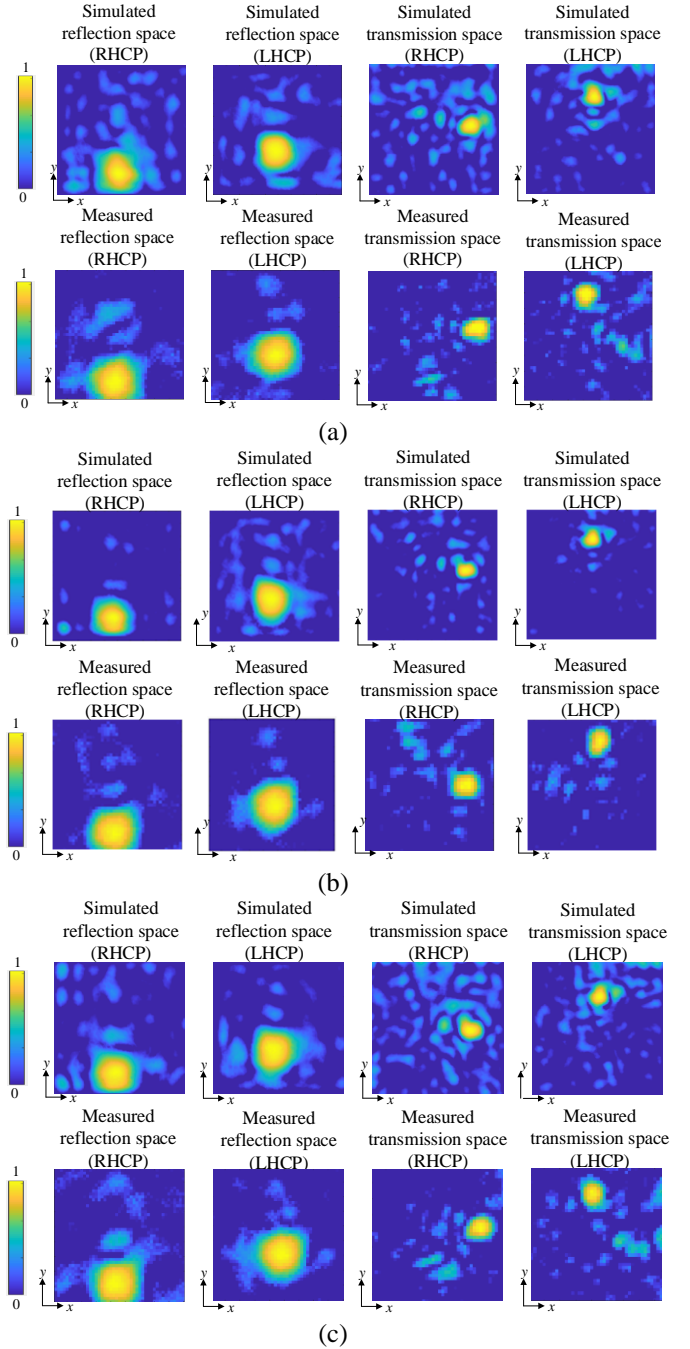 Simulated
reflection space
(RHCP)
Simulated
reflection space
(LHCP)
Simulated
transmission space
(RHCP)
Simulated
transmission space
(LHCP)
1
0
y
x
y
x
y
x
y
x
Measured
reflection space
(RHCP)
Measured
reflection space
(LHCP)
Measured
transmission space
(RHCP)
Measured
transmission space
(LHCP)
1
0
y
x
y
x
y
x
y
x
(a)
Simulated
reflection space
(RHCP)
Simulated
reflection space
(LHCP)
Simulated
transmission space
(RHCP)
Simulated
transmission space
(LHCP)
1
0
y
x
y
x
y
x
y
x
Measured
reflection space
(RHCP)
Measured
reflection space
(LHCP)
Measured
transmission space
(RHCP)
Measured
transmission space
(LHCP)
1
0
y
x
y
x
y
x
y
x
(b)
Simulated
reflection space
(RHCP)
Simulated
reflection space
(LHCP)
Simulated
transmission space
(RHCP)
Simulated
transmission space
(LHCP)
1
0
y
x
y
x
y
x
y
x
Measured
reflection space
(RHCP)
Measured
reflection space
(LHCP)
Measured
transmission space
(RHCP)
Measured
transmission space
(LHCP)
1
0
y
x
y
x
y
x
y
x
(c)